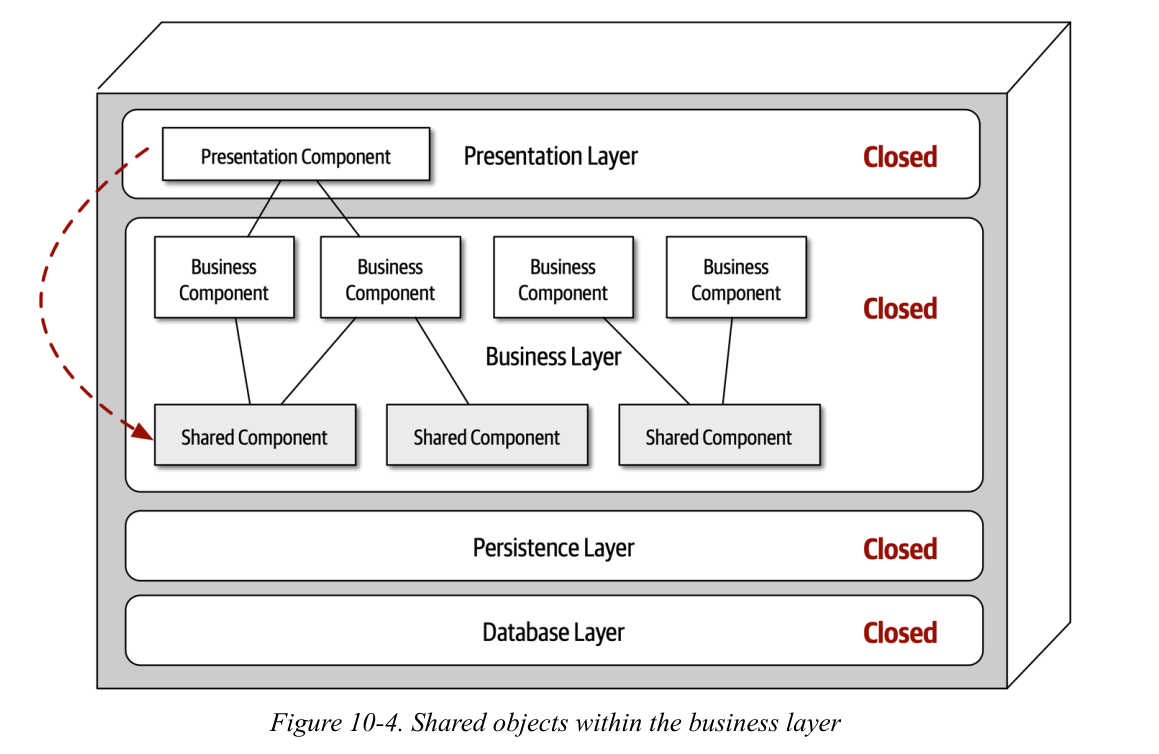 Presentation Component
Presentation Layer
Closed
Business
Component
Business
Component
Business
Component
Business
Component
Closed
Business Layer
Shared Component
Shared Component
Shared Component
Persistence Layer
Closed
Database Layer
Closed
Figure 10-4. Shared objects within the business layer